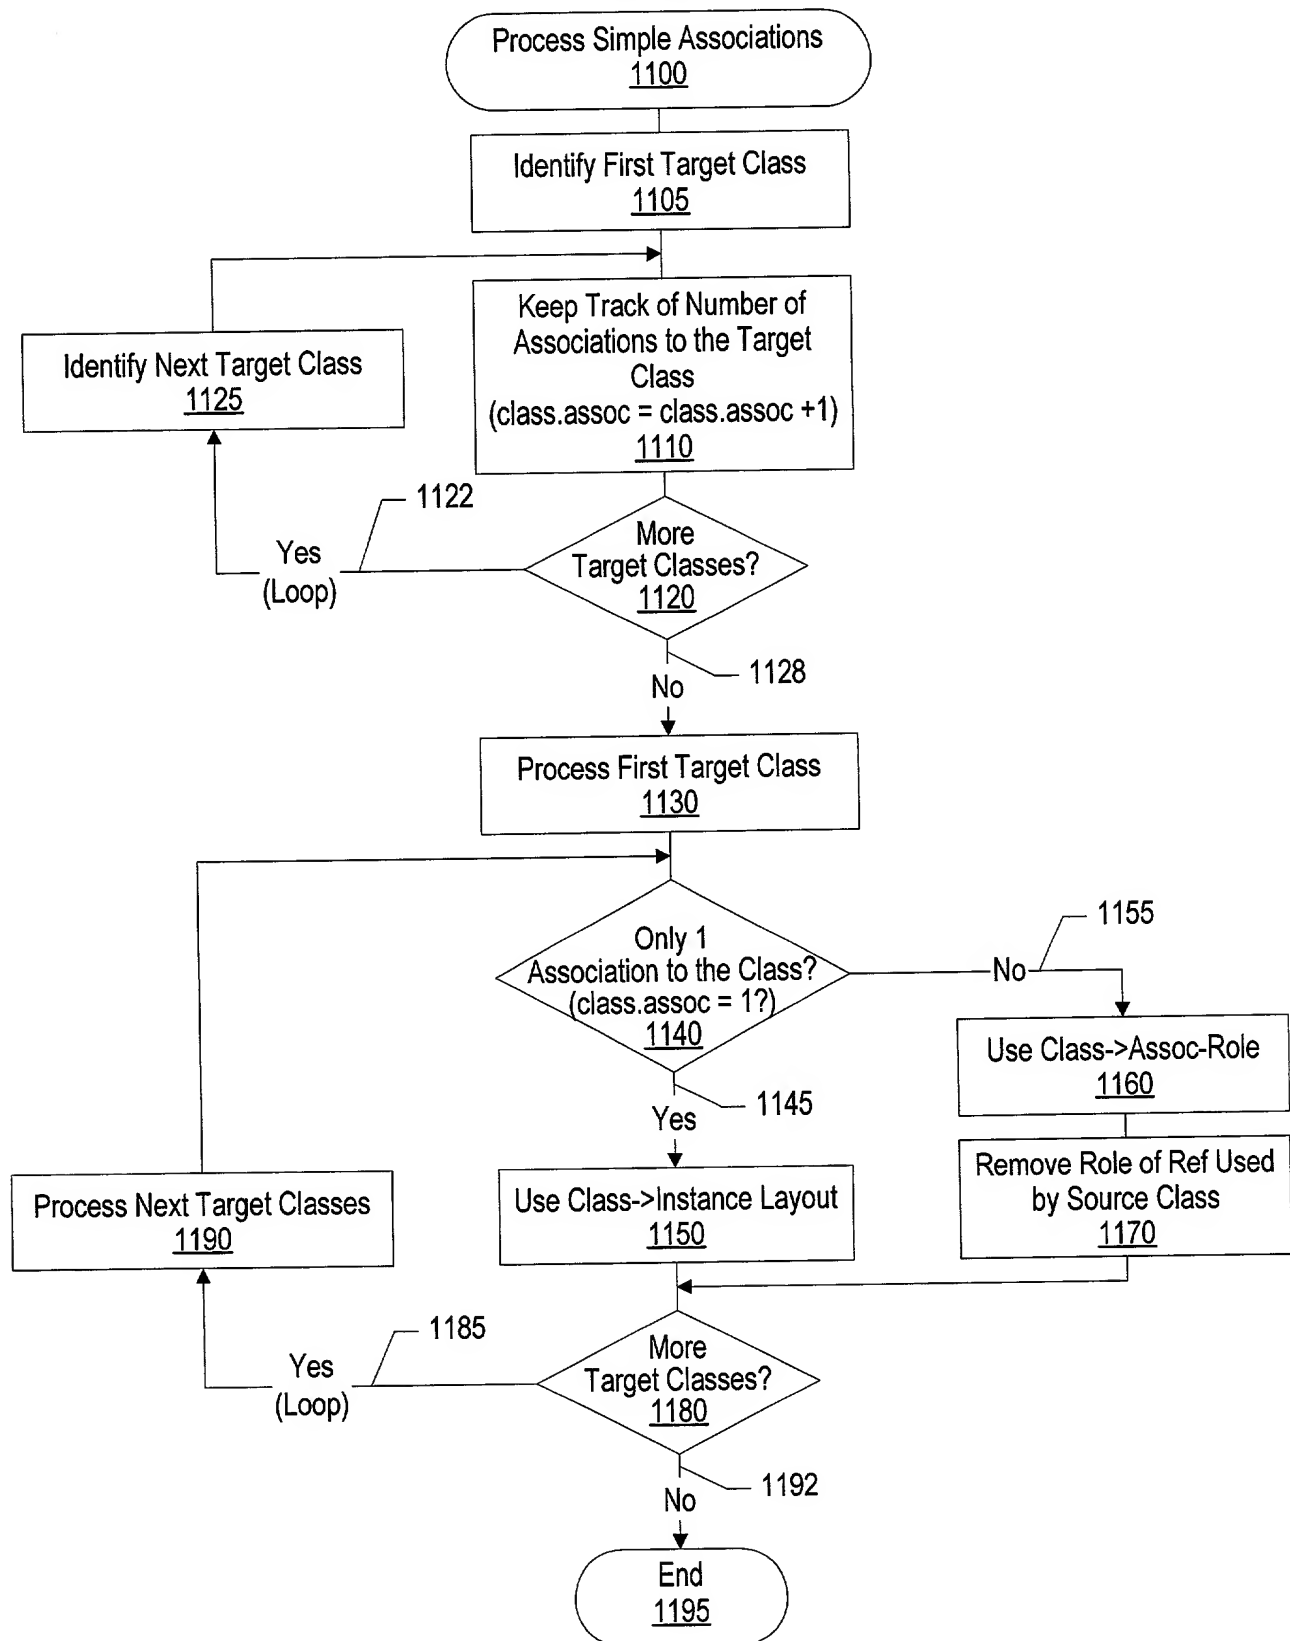 Process Simple Associations
1100
Identify First Target Class
1105
Keep Track of Number of
Associations to the Target
Class
(class.assoc = class.assoc +1)
1110
Identify Next Target Class
1125
1122
More
Target Classes?
1120
Yes
(Loop)
1128
No
Process First Target Class
1130
Only 1
Association to the Class?
(class.assoc = 1?)
1140
1155
No
Use Class->Assoc-Role
1160
1145
Yes
Remove Role of Ref Used
by Source Class
1170
Use Class->Instance Layout
1150
Process Next Target Classes
1190
1185
More
Target Classes?
1180
Yes
(Loop)
1192
No
End
1195